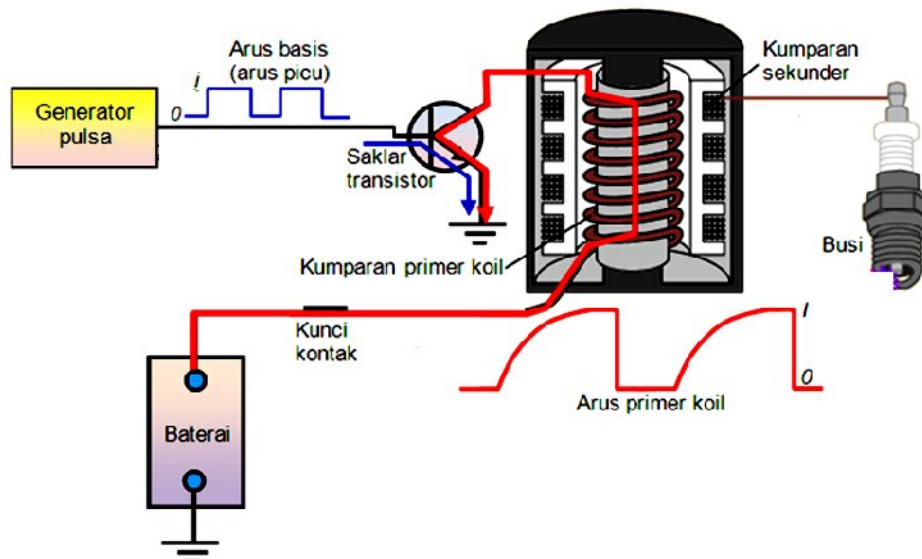 Arus basis
(arus picu)
i
0
Generator
pulsa
Saklar
transistor
Kumparan
sekunder
Busi
Kumparan primer koil
Kunci
kontak
I
0
Arus primer koil
Baterai